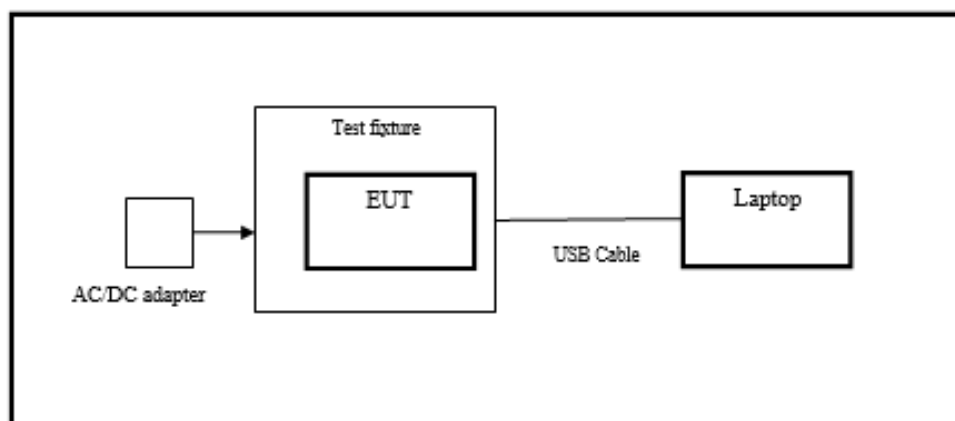 Test fixture
EUT
Laptop
USB Cable
AC/DC adapter